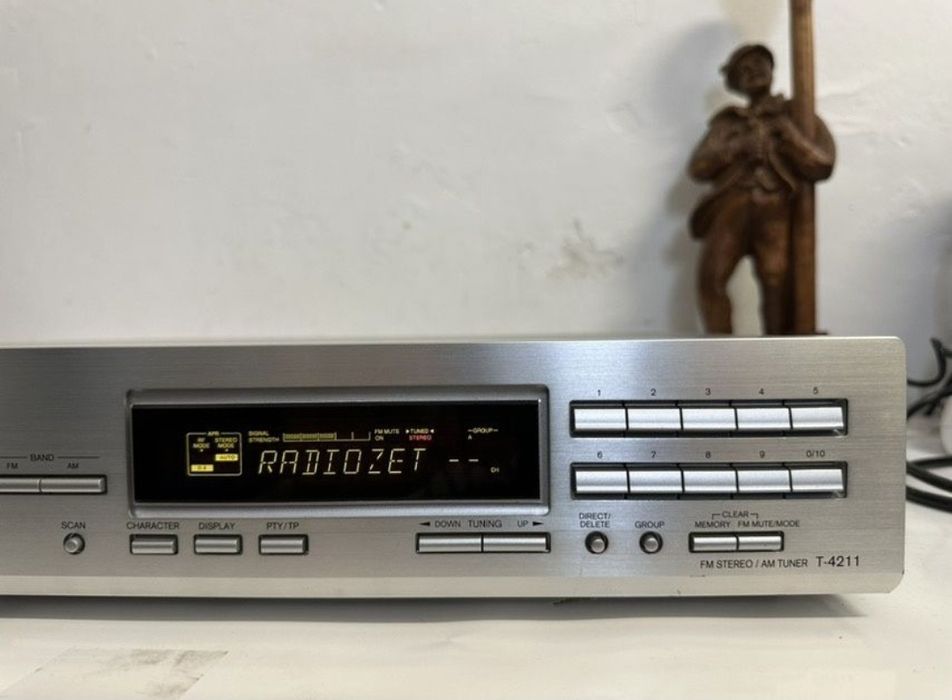 1 2 3 4 5
APR
RF MODE STEREO MODE
AUTO
SIGNAL STRENGTH
FM MUTE ON
►TUNED◄
STEREO
GROUP
A
RADIOZET -- CH
BAND
FM AM
6 7 8 9 0/10
SCAN
CHARACTER
DISPLAY
PTY/TP
◄ DOWN TUNING UP ►
DIRECT/
DELETE
GROUP
CLEAR
MEMORY FM MUTE/MODE
FM STEREO / AM TUNER T-4211